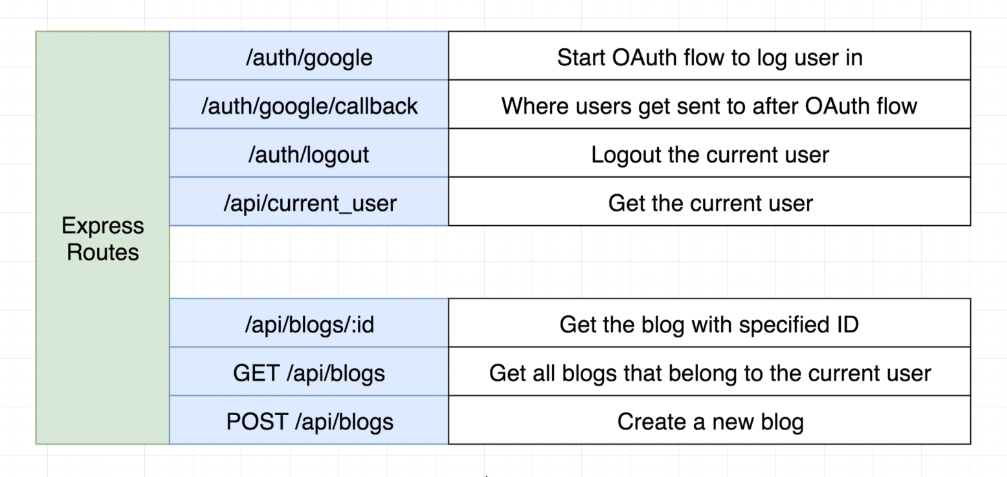 /auth/google
Start OAuth flow to log user in
/auth/google/callback
Where users get sent to after OAuth flow
/auth/logout
Logout the current user
/api/current_user
Get the current user
Express
Routes
/api/blogs/:id
Get the blog with specified ID
GET /api/blogs
Get all blogs that belong to the current user
POST /api/blogs
Create a new blog